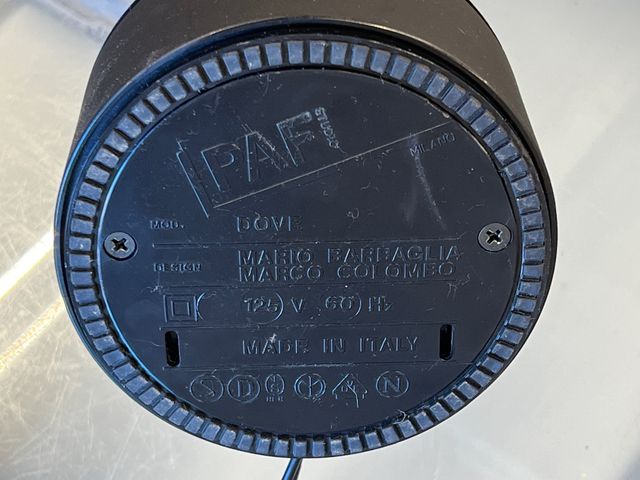 PAF
STUDIO
MILANO
MOD. DOVE
DESIGN MARIO BARBAGLIA
MARCO COLOMBO
125 V 60 Hz
MADE IN ITALY
S D N